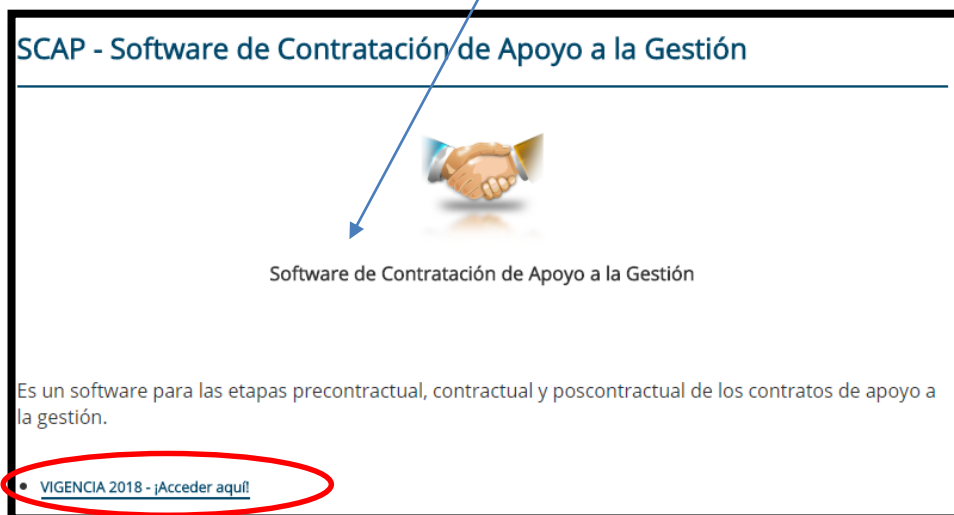 SCAP - Software de Contratación de Apoyo a la Gestión
Software de Contratación de Apoyo a la Gestión
Es un software para las etapas precontractual, contractual y poscontractual de los contratos de apoyo a
la gestión.
VIGENCIA 2018 - ¡Acceder aquí!